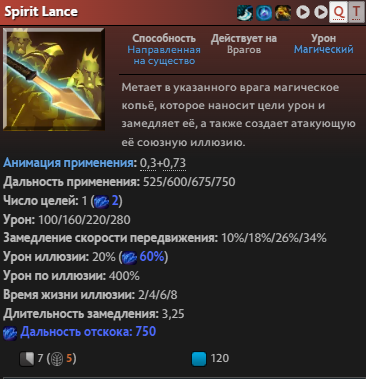 Spirit Lance
Q T
Способность Действует на Урон
Направленная на существо Врагов Магический
Метает в указанного врага магическое
копьё, которое наносит цели урон и
замедляет её, а также создает атакующую
её союзную иллюзию.
Анимация применения: 0,3+0,73
Дальность применения: 525/600/675/750
Число целей: 1 (2)
Урон: 100/160/220/280
Замедление скорости передвижения: 10%/18%/26%/34%
Урон иллюзии: 20% (60%)
Урон по иллюзии: 400%
Время жизни иллюзии: 2/4/6/8
Длительность замедления: 3,25
Дальность отскока: 750
7 (5) 120